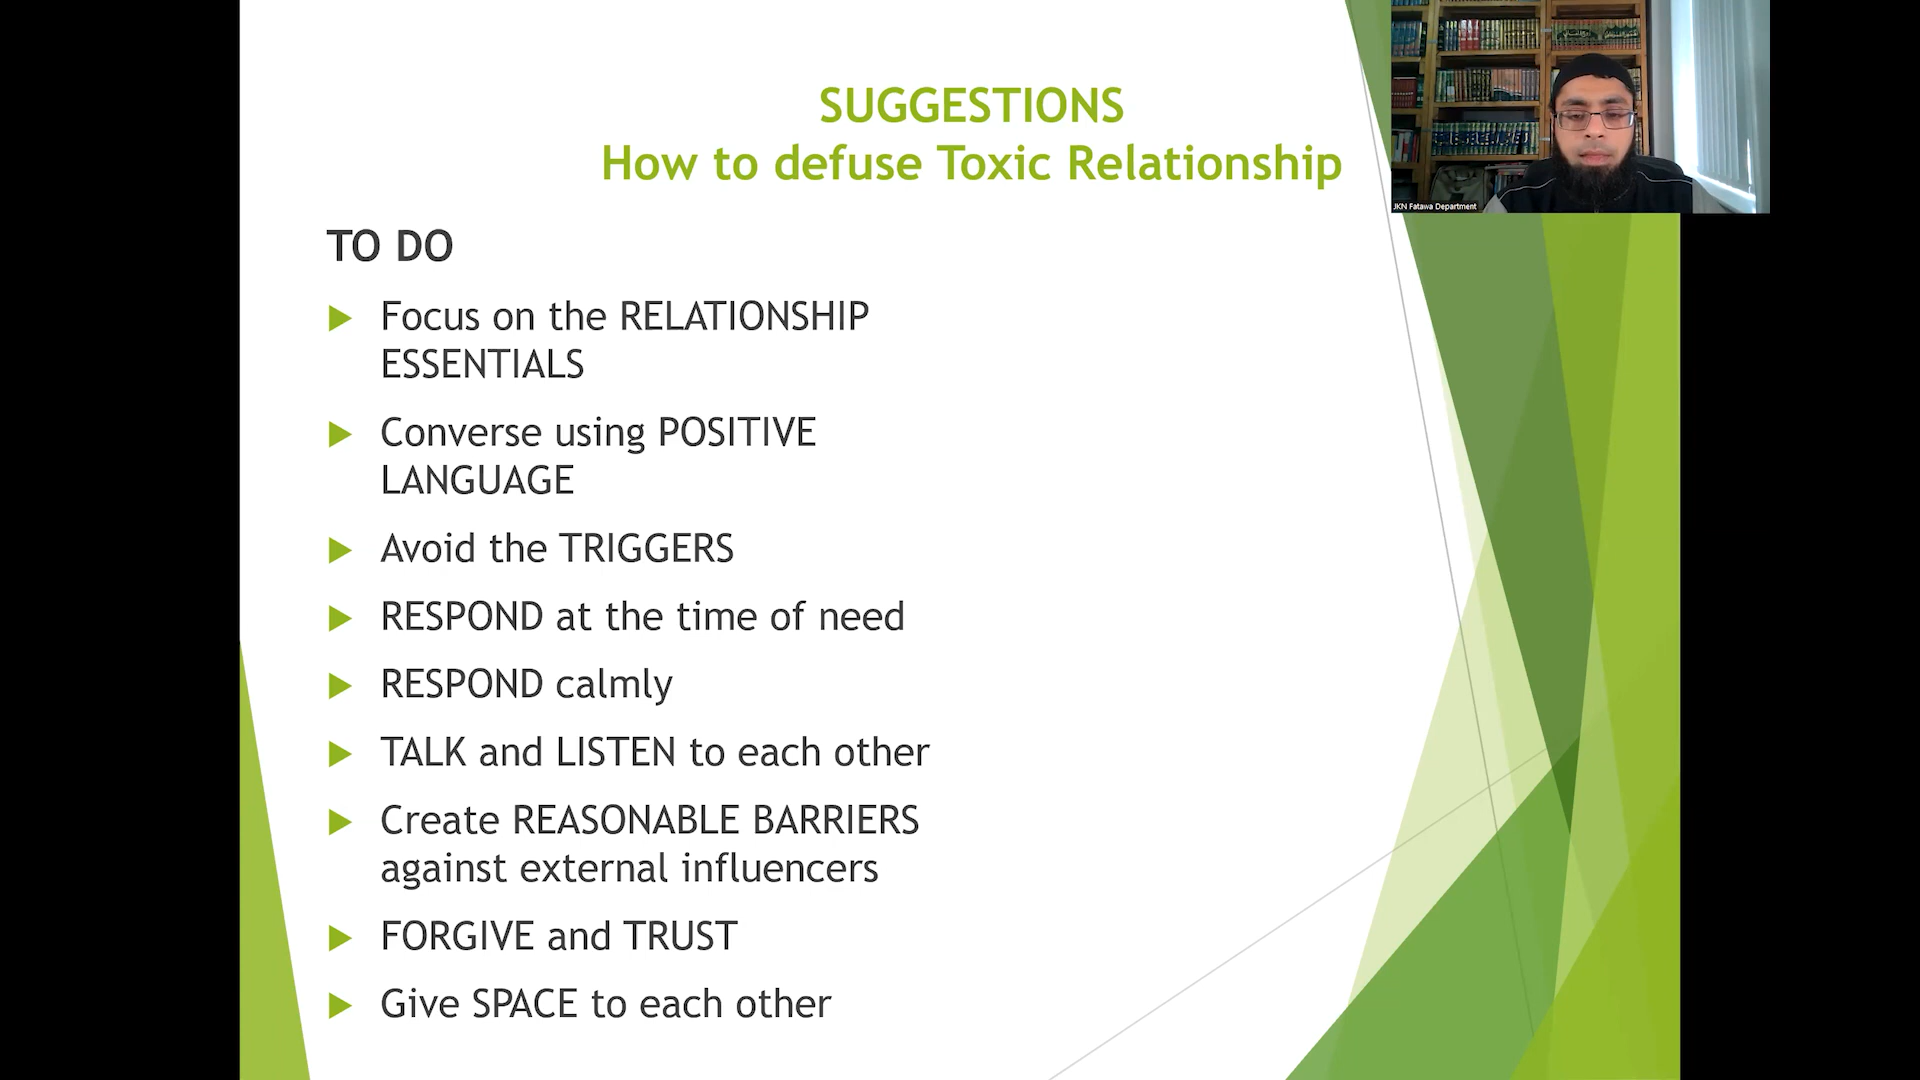 SUGGESTIONS
How to defuse Toxic Relationship
JKN Fatawa Department
TO DO
Focus on the RELATIONSHIP
ESSENTIALS
Converse using POSITIVE
LANGUAGE
Avoid the TRIGGERS
RESPOND at the time of need
RESPOND calmly
TALK and LISTEN to each other
Create REASONABLE BARRIERS
against external influencers
FORGIVE and TRUST
Give SPACE to each other